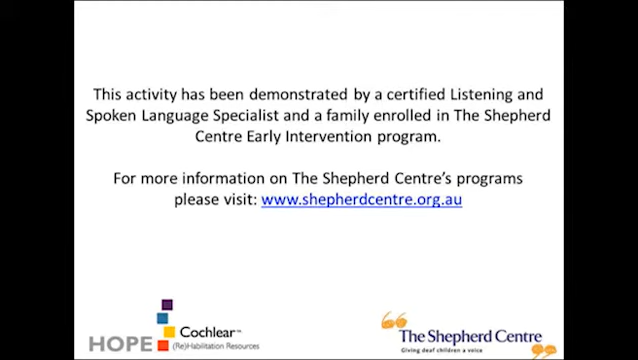 This activity has been demonstrated by a certified Listening and
Spoken Language Specialist and a family enrolled in The Shepherd
Centre Early Intervention program.
For more information on The Shepherd Centre's programs
please visit: www.shepherdcentre.org.au
HOPE
Cochlear™
(Re)Habilitation Resources
The Shepherd Centre
Giving deaf children a voice